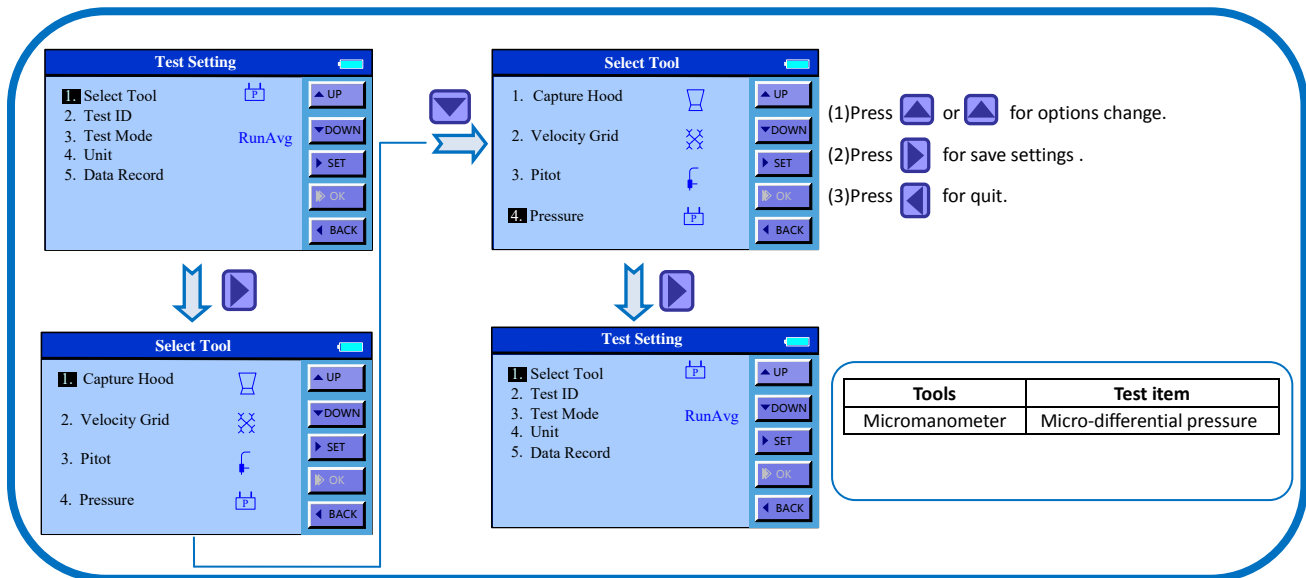 Test Setting
1. Select Tool
P
2. Test ID
3. Test Mode RunAvg
4. Unit
5. Data Record
UP
DOWN
SET
OK
BACK
Select Tool
1. Capture Hood
2. Velocity Grid
3. Pitot
4. Pressure
P
UP
DOWN
SET
OK
BACK
Select Tool
1. Capture Hood
2. Velocity Grid
3. Pitot
4. Pressure
P
UP
DOWN
SET
OK
BACK
Test Setting
1. Select Tool
P
2. Test ID
3. Test Mode RunAvg
4. Unit
5. Data Record
UP
DOWN
SET
OK
BACK
(1)Press or for options change.
(2)Press for save settings .
(3)Press for quit.
Tools Test item
Micromanometer Micro-differential pressure